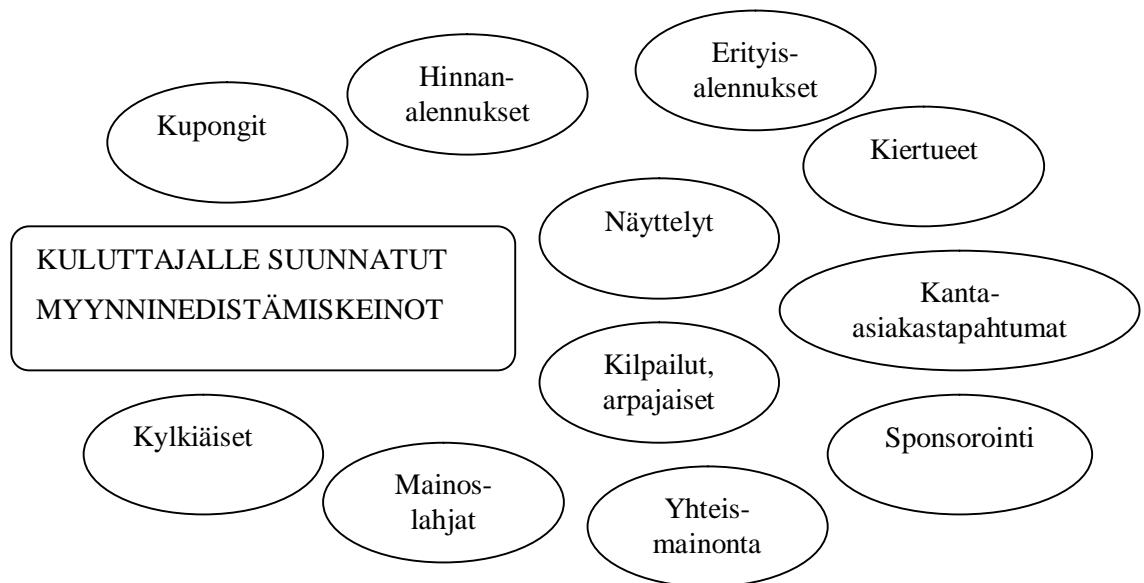 Erityis-
alennukset
Hinnan-
alennukset
Kupongit
Kiertueet
Näyttelyt
KULUTTAJALLE SUUNNATUT
MYYNNINEDISTÄMISKEINOT
Kanta-
asiakastapahtumat
Kilpailut,
arpajaiset
Kylkiäiset
Sponsorointi
Mainos-
lahjat
Yhteis-
mainonta